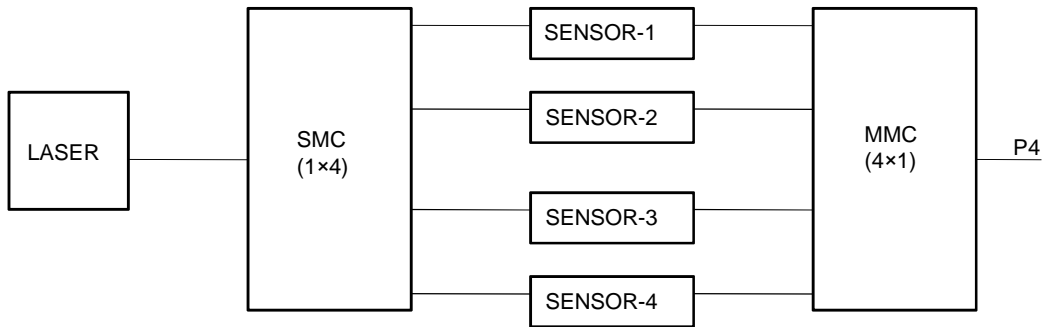 LASER
SMC
(1×4)
SENSOR-1
SENSOR-2
SENSOR-3
SENSOR-4
MMC
(4×1)
P4